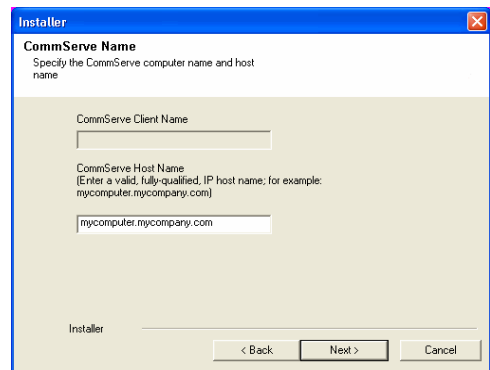 Installer
CommServe Name
Specify the CommServe computer name and host
name
CommServe Client Name
CommServe Host Name
(Enter a valid, fully-qualified, IP host name; for example:
mycomputer.mycompany.com)
mycomputer.mycompany.com
Installer
< Back
Next >
Cancel